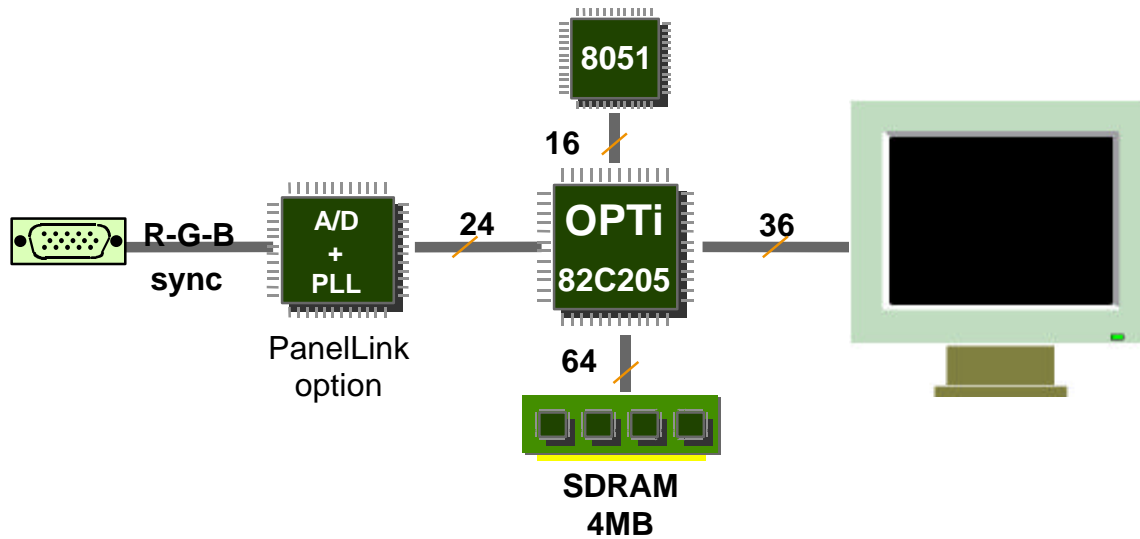 8051
16
R-G-B
sync
A/D
+
PLL
PanelLink
option
24
OPTi
82C205
36
64
SDRAM
4MB